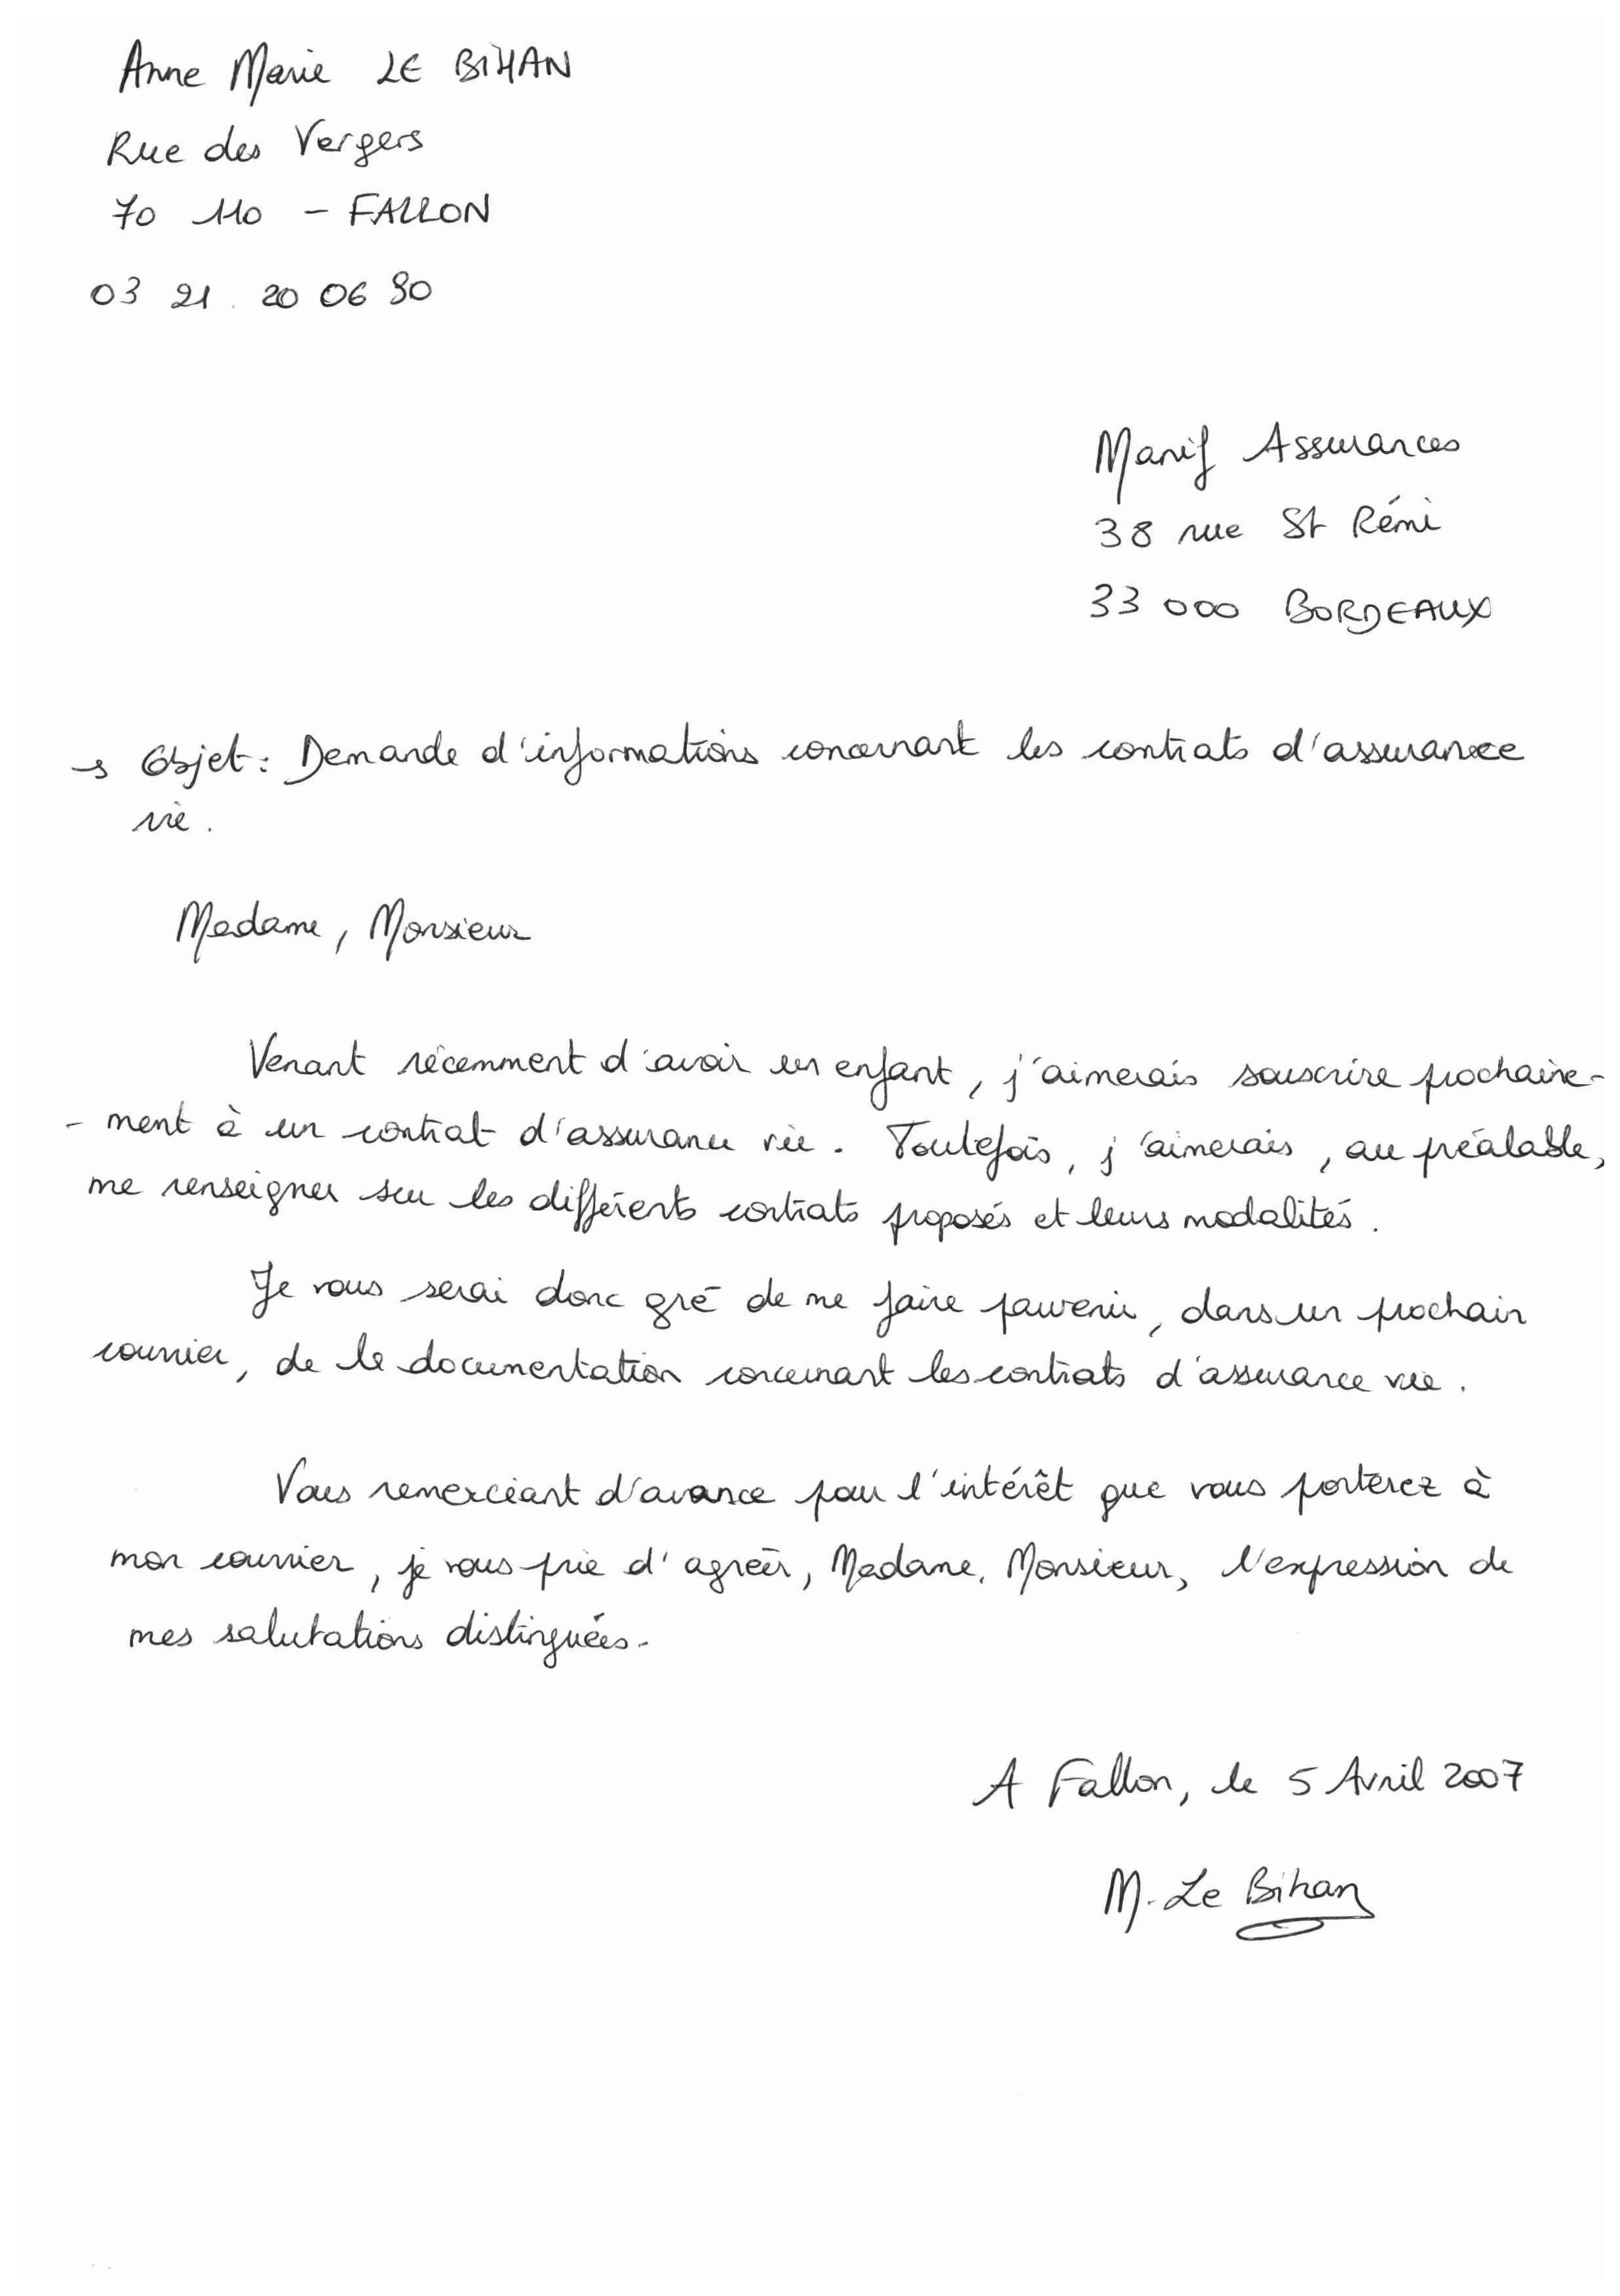 Anne Marie LE BIHAN
Rue des Vergers
70 110 - FALLON
03 21. 20 06 90
Manif Assurances
38 rue St Rémi
33 000 BORDEAUX
→ Objet: Demande d'informations concernant les contrats d'assurance
vie.
Madame, Monsieur
Venant récemment d'avoir un enfant, j'aimerais souscrire prochaine-
- ment à un contrat d'assurance vie. Toutefois, j'aimerais, au préalable,
me renseigner sur les différents contrats proposés et leurs modalités.
Je vous serai donc gré de me faire parvenir, dans un prochain
courrier, de la documentation concernant les contrats d'assurance vie.
Vous remerciant d'avance pour l'intérêt que vous porterez à
mon courrier, je vous prie d'agréer, Madame, Monsieur, l'expression de
mes salutations distinguées.
A Fallon, le 5 Avril 2007
M. Le Bihan